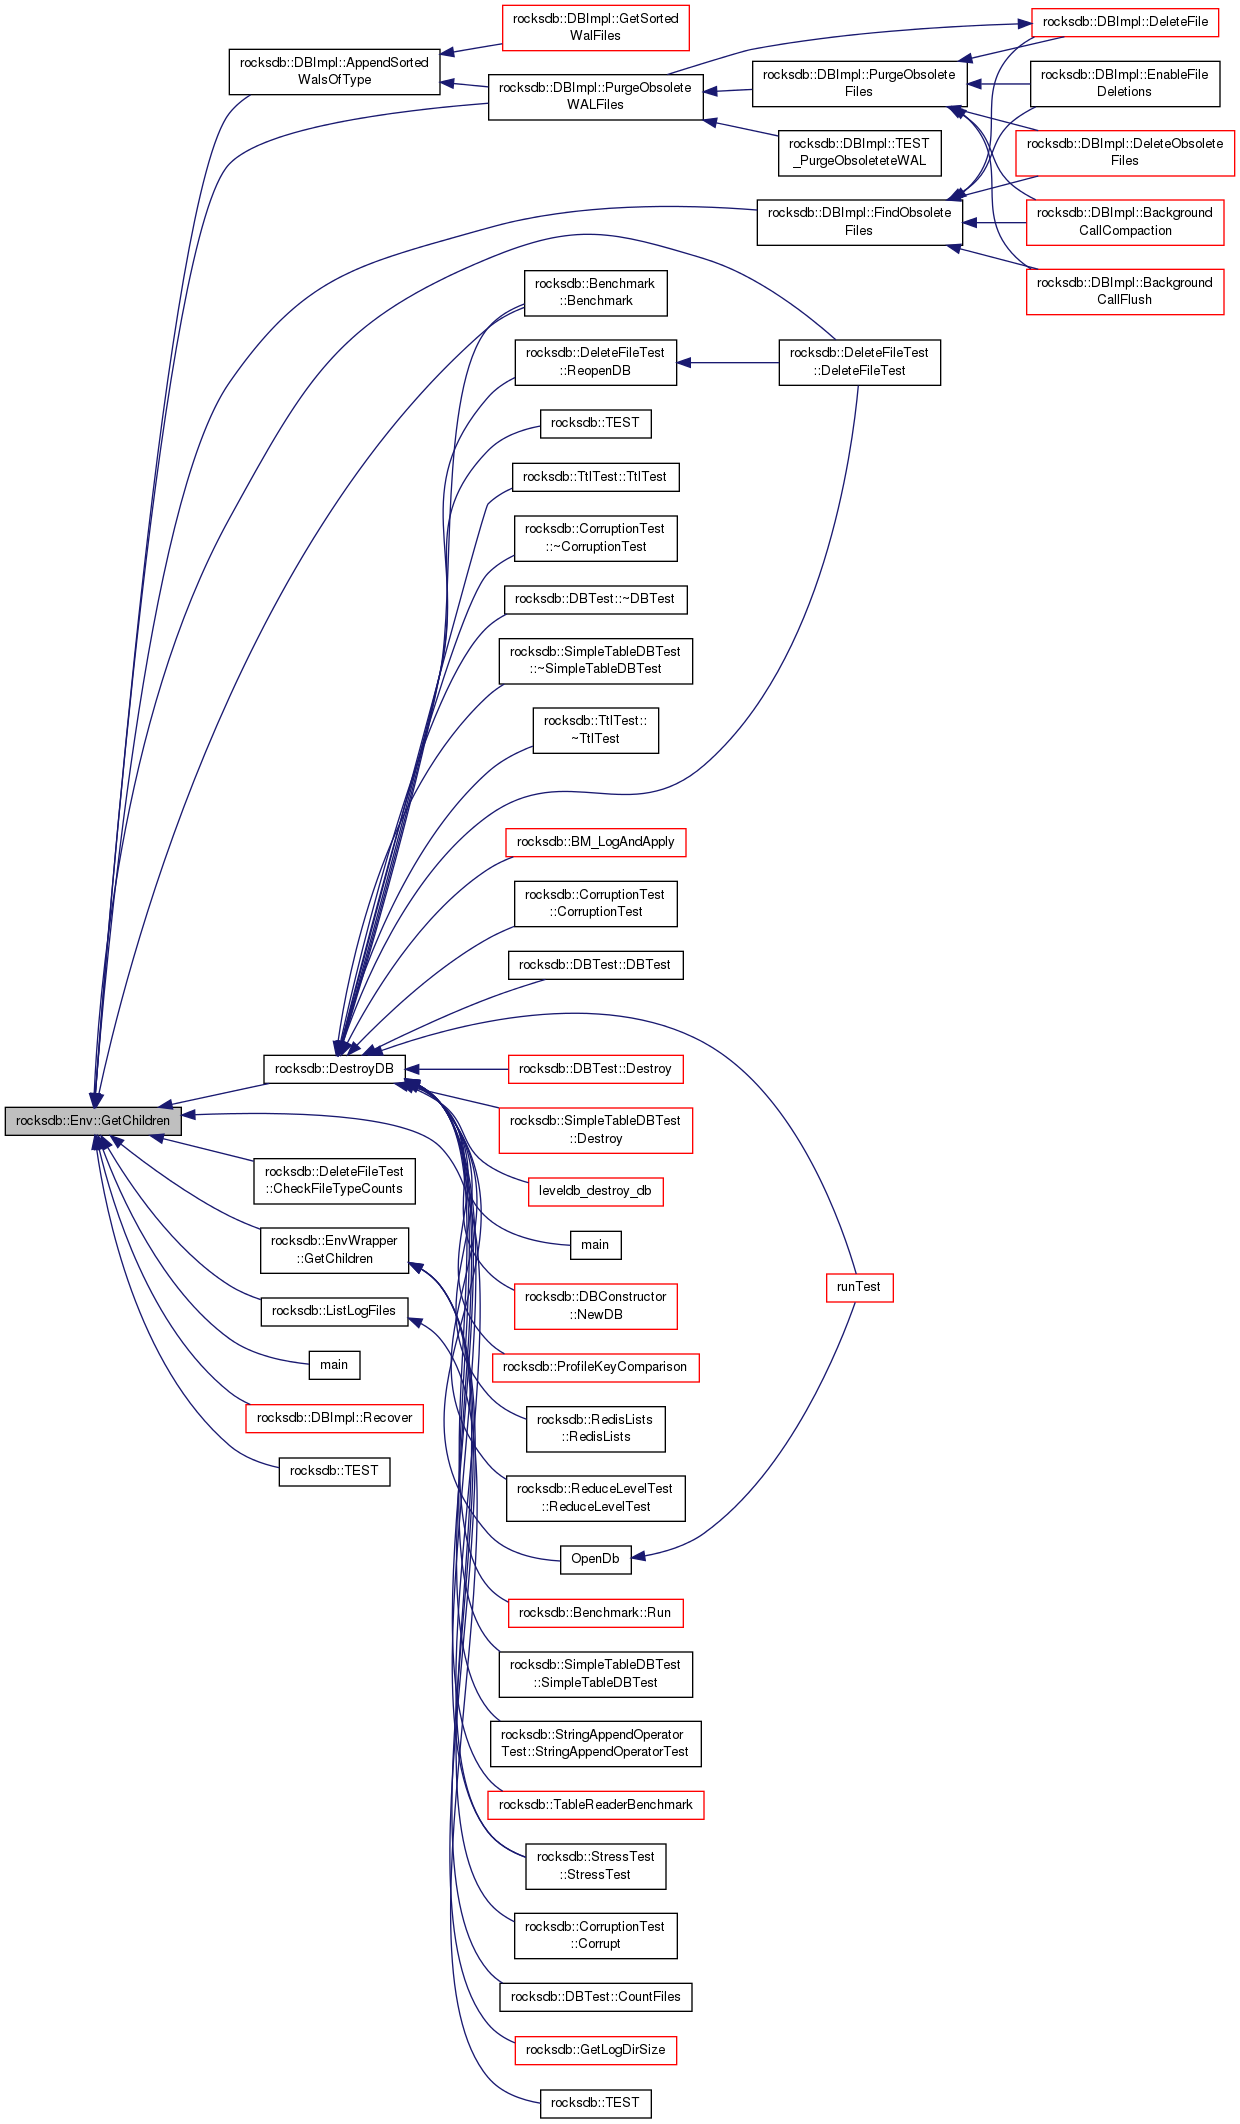 rocksdb::DBImpl::GetSorted
WalFiles
rocksdb::DBImpl::DeleteFile
rocksdb::DBImpl::AppendSorted
WalsOfType
rocksdb::DBImpl::PurgeObsolete
WALFiles
rocksdb::DBImpl::PurgeObsolete
Files
rocksdb::DBImpl::EnableFile
Deletions
rocksdb::DBImpl::TEST
_PurgeObsoleteteWAL
rocksdb::DBImpl::DeleteObsolete
Files
rocksdb::DBImpl::FindObsolete
Files
rocksdb::DBImpl::Background
CallCompaction
rocksdb::DBImpl::Background
CallFlush
rocksdb::Benchmark
::Benchmark
rocksdb::DeleteFileTest
::ReopenDB
rocksdb::DeleteFileTest
::DeleteFileTest
rocksdb::TEST
rocksdb::TtlTest::TtlTest
rocksdb::CorruptionTest
::~CorruptionTest
rocksdb::DBTest::~DBTest
rocksdb::SimpleTableDBTest
::~SimpleTableDBTest
rocksdb::TtlTest::
~TtlTest
rocksdb::BM_LogAndApply
rocksdb::CorruptionTest
::CorruptionTest
rocksdb::DBTest::DBTest
rocksdb::DestroyDB
rocksdb::DBTest::Destroy
rocksdb::Env::GetChildren
rocksdb::SimpleTableDBTest
::Destroy
rocksdb::DeleteFileTest
::CheckFileTypeCounts
leveldb_destroy_db
rocksdb::EnvWrapper
::GetChildren
main
rocksdb::ListLogFiles
rocksdb::DBConstructor
::NewDB
runTest
main
rocksdb::ProfileKeyComparison
rocksdb::DBImpl::Recover
rocksdb::RedisLists
::RedisLists
rocksdb::TEST
rocksdb::ReduceLevelTest
::ReduceLevelTest
OpenDb
rocksdb::Benchmark::Run
rocksdb::SimpleTableDBTest
::SimpleTableDBTest
rocksdb::StringAppendOperator
Test::StringAppendOperatorTest
rocksdb::TableReaderBenchmark
rocksdb::StressTest
::StressTest
rocksdb::CorruptionTest
::Corrupt
rocksdb::DBTest::CountFiles
rocksdb::GetLogDirSize
rocksdb::TEST